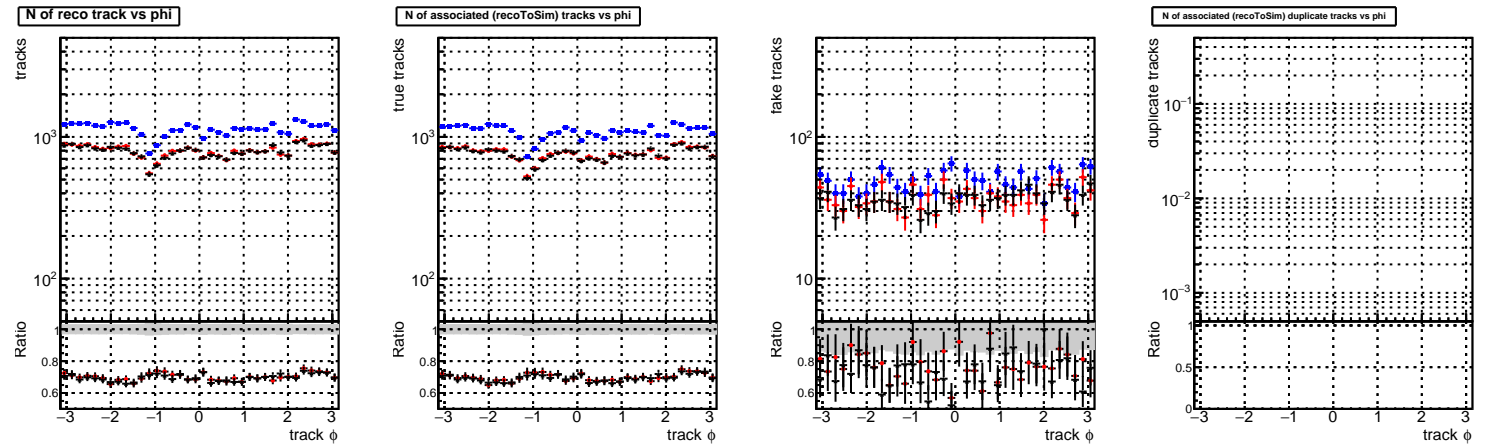 N of reco track vs phi
tracks
10³
10²
Ratio
1
0.8
0.6
−3 −2 −1 0 1 2 3
track ϕ
N of associated (recoToSim) tracks vs phi
true tracks
10³
10²
Ratio
1
0.8
0.6
−3 −2 −1 0 1 2 3
track ϕ
fake tracks
10²
10
Ratio
1
0.8
0.6
−3 −2 −1 0 1 2 3
track ϕ
N of associated (recoToSim) duplicate tracks vs phi
duplicate tracks
10⁻¹
10⁻²
10⁻³
Ratio
1
0.5
0
−3 −2 −1 0 1 2 3
track ϕ